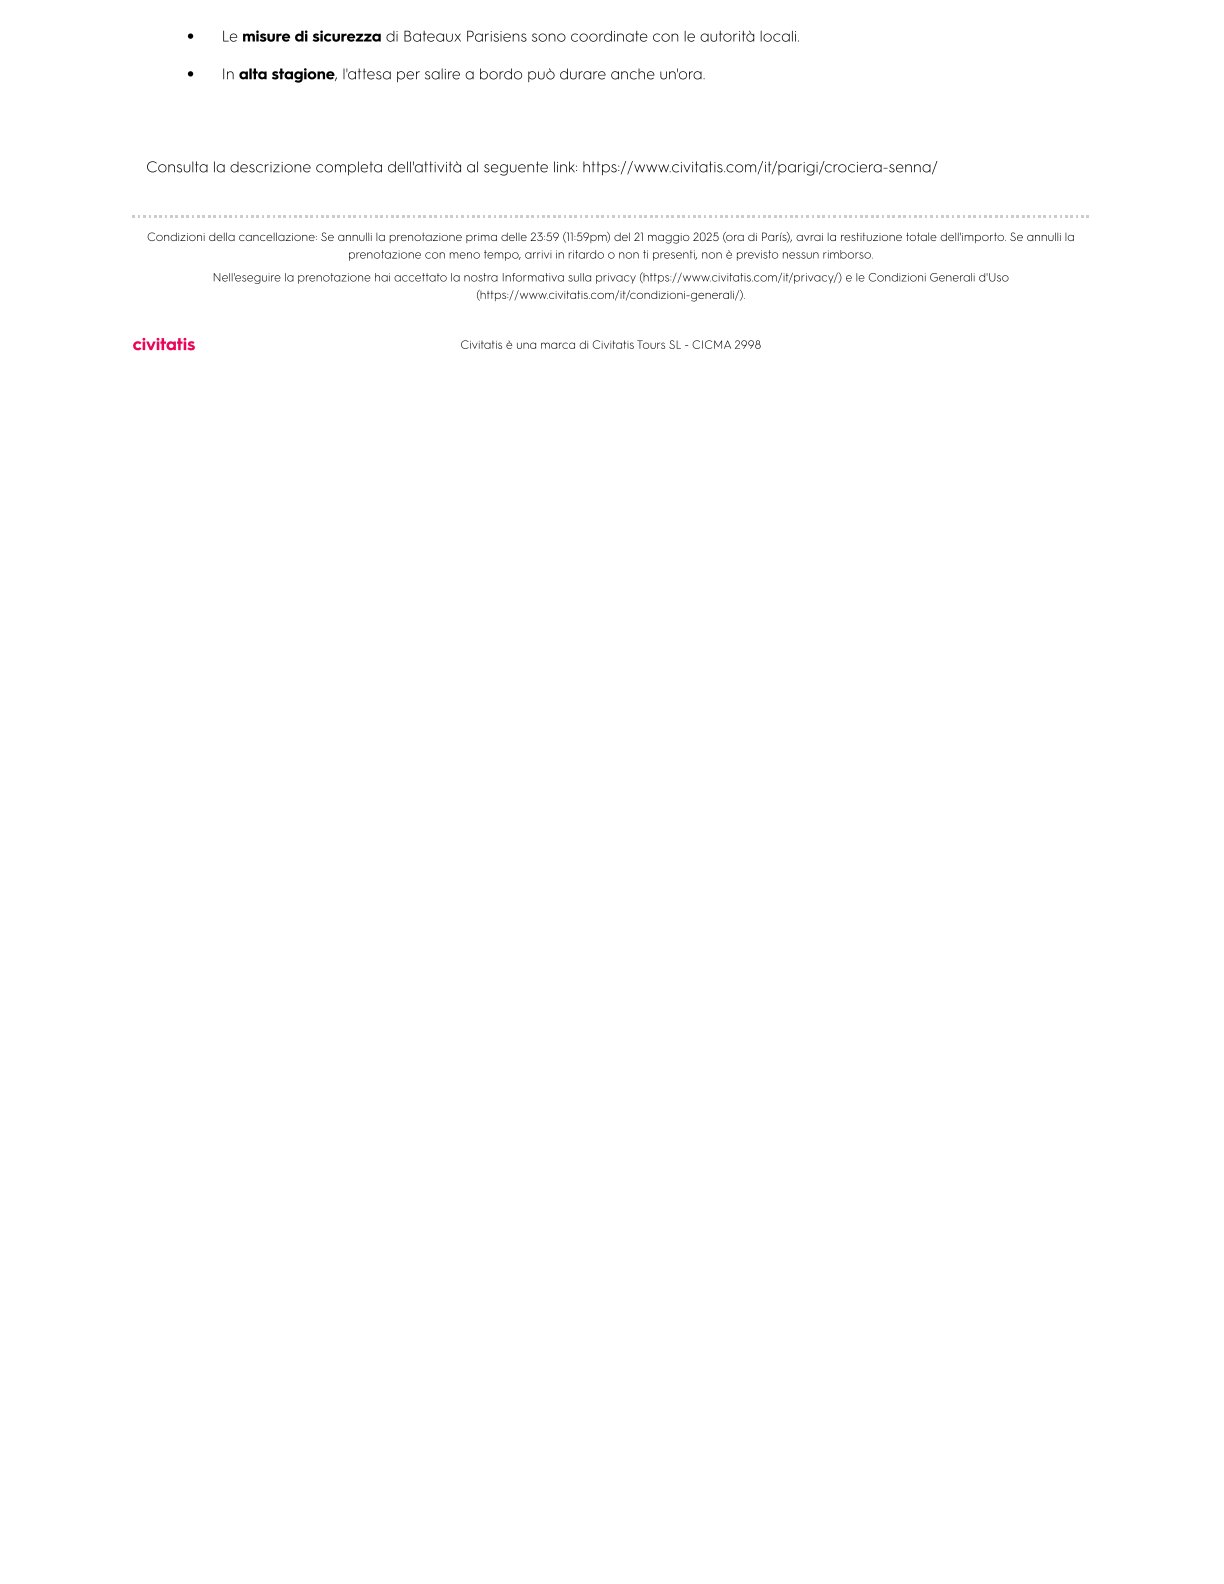 • Le misure di sicurezza di Bateaux Parisiens sono coordinate con le autorità locali.
• In alta stagione, l'attesa per salire a bordo può durare anche un'ora.
Consulta la descrizione completa dell'attività al seguente link: https://www.civitatis.com/it/parigi/crociera-senna/
Condizioni della cancellazione: Se annulli la prenotazione prima delle 23:59 (11:59pm) del 21 maggio 2025 (ora di París), avrai la restituzione totale dell'importo. Se annulli la
prenotazione con meno tempo, arrivi in ritardo o non ti presenti, non è previsto nessun rimborso.
Nell'eseguire la prenotazione hai accettato la nostra Informativa sulla privacy (https://www.civitatis.com/it/privacy/) e le Condizioni Generali d'Uso
(https://www.civitatis.com/it/condizioni-generali/).
civitatis
Civitatis è una marca di Civitatis Tours SL - CICMA 2998